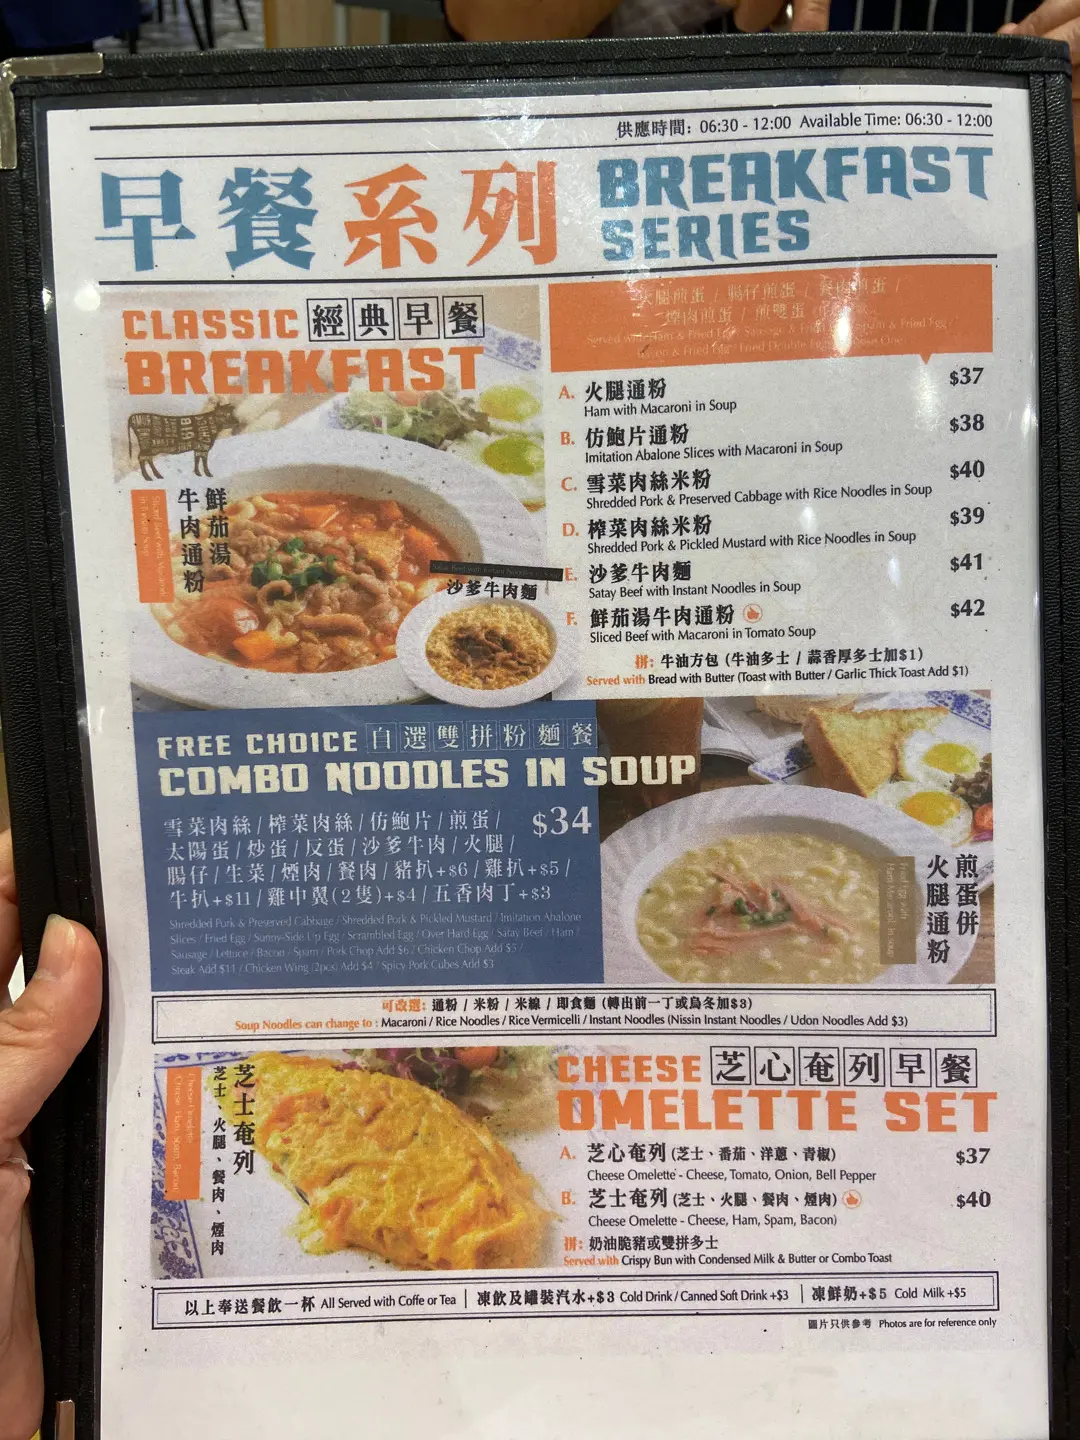 供應時間: 06:30 - 12:00 Available Time: 06:30 - 12:00
早餐系列
BREAKFAST
SERIES
CLASSIC 經典早餐
BREAKFAST
鮮茄湯
牛肉通粉
沙爹牛肉麵
火腿煎蛋 / 腸仔煎蛋 / 餐肉煎蛋 /
煙肉煎蛋 / 煎雙蛋
A. 火腿通粉 $37
Ham with Macaroni in Soup
B. 仿鮑片通粉 $38
Imitation Abalone Slices with Macaroni in Soup
C. 雪菜肉絲米粉 $40
Shredded Pork & Preserved Cabbage with Rice Noodles in Soup
D. 榨菜肉絲米粉 $39
Shredded Pork & Pickled Mustard with Rice Noodles in Soup
E. 沙爹牛肉麵 $41
Satay Beef with Instant Noodles in Soup
F. 鮮茄湯牛肉通粉 $42
Sliced Beef with Macaroni in Tomato Soup
拼: 牛油方包 (牛油多士 / 蒜香厚多士加$1)
Served with Bread with Butter (Toast with Butter / Garlic Thick Toast Add $1)
FREE CHOICE 自選雙拼粉麵餐
COMBO NOODLES IN SOUP
$34
雪菜肉絲/榨菜肉絲/仿鮑片/煎蛋/
太陽蛋/炒蛋/反蛋/沙爹牛肉/火腿/
腸仔/生菜/煙肉/餐肉/豬扒+$6/雞扒+$5/
牛扒+$11/雞中翼(2隻)+$4/五香肉丁+$3
Shredded Pork & Preserved Cabbage / Shredded Pork & Pickled Mustard / Imitation Abalone
Slices / Fried Egg / Sunny-Side Up Egg / Scrambled Egg / Over Hard Egg / Satay Beef / Ham /
Sausage / Lettuce / Bacon / Spam / Pork Chop Add $6 / Chicken Chop Add $5 /
Steak Add $11 / Chicken Wing (2pcs) Add $4 / Spicy Pork Cubes Add $3
煎蛋併
火腿通粉
可改選: 通粉 / 米粉 / 米線 / 即食麵 (轉出前一丁或烏冬加$3)
Soup Noodles can change to : Macaroni / Rice Noodles / Rice Vermicelli / Instant Noodles (Nissin Instant Noodles / Udon Noodles Add $3)
芝士奄列
芝士、火腿、餐肉、煙肉
CHEESE 芝心奄列早餐
OMELETTE SET
A. 芝心奄列 (芝士、番茄、洋蔥、青椒) $37
Cheese Omelette - Cheese, Tomato, Onion, Bell Pepper
B. 芝士奄列 (芝士、火腿、餐肉、煙肉) $40
Cheese Omelette - Cheese, Ham, Spam, Bacon)
拼: 奶油脆豬或雙拼多士
Served with Crispy Bun with Condensed Milk & Butter or Combo Toast
以上奉送餐飲一杯 All Served with Coffe or Tea | 凍飲及罐裝汽水+$3 Cold Drink / Canned Soft Drink +$3 | 凍鮮奶+$5 Cold Milk +$5
圖片只供參考 Photos are for reference only